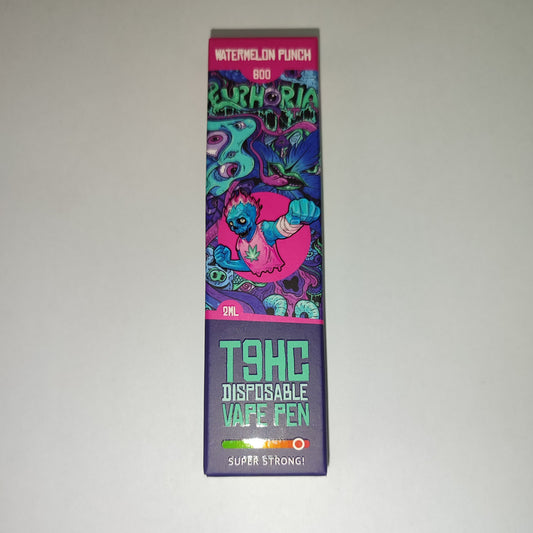 WATERMELON PUNCH
800
EUPHORIA
2ML
T9HC
DISPOSABLE
VAPE PEN
SUPER STRONG!